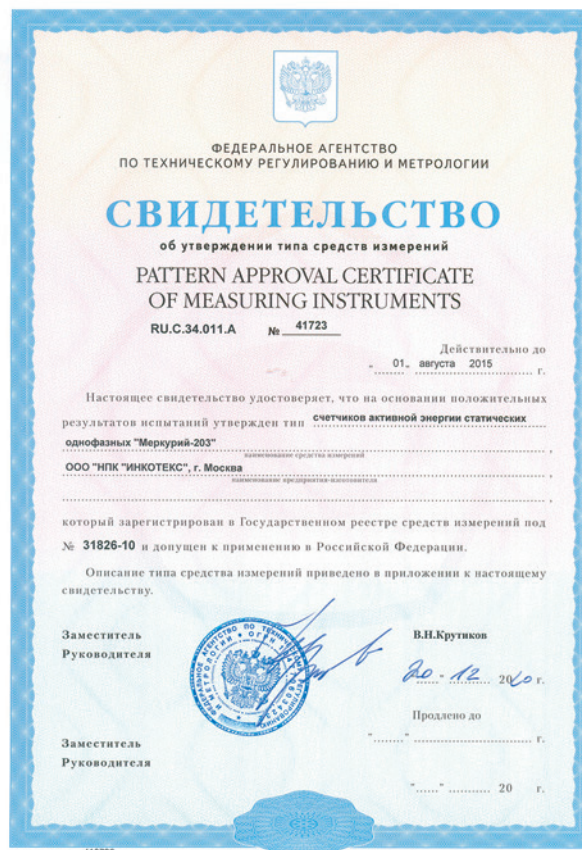 ФЕДЕРАЛЬНОЕ АГЕНТСТВО
ПО ТЕХНИЧЕСКОМУ РЕГУЛИРОВАНИЮ И МЕТРОЛОГИИ
СВИДЕТЕЛЬСТВО
об утверждении типа средств измерений
PATTERN APPROVAL CERTIFICATE
OF MEASURING INSTRUMENTS
RU.C.34.011.A № 41723
Действительно до
„ 01„ августа 2015 г.
Настоящее свидетельство удостоверяет, что на основании положительных
результатов испытаний утвержден тип счетчиков активной энергии статических
однофазных "Меркурий-203" ,
наименование средства измерений
ООО "НПК "ИНКОТЕКС", г. Москва
наименование предприятия-изготовителя
,
который зарегистрирован в Государственном реестре средств измерений под
№ 31826-10 и допущен к применению в Российской Федерации.
Описание типа средства измерений приведено в приложении к настоящему
свидетельству.
Заместитель
Руководителя
В.Н.Крутиков
20 - 12 2010 г.
Продлено до
"........" .............................. г.
Заместитель
Руководителя
"......" ............ 20 г.